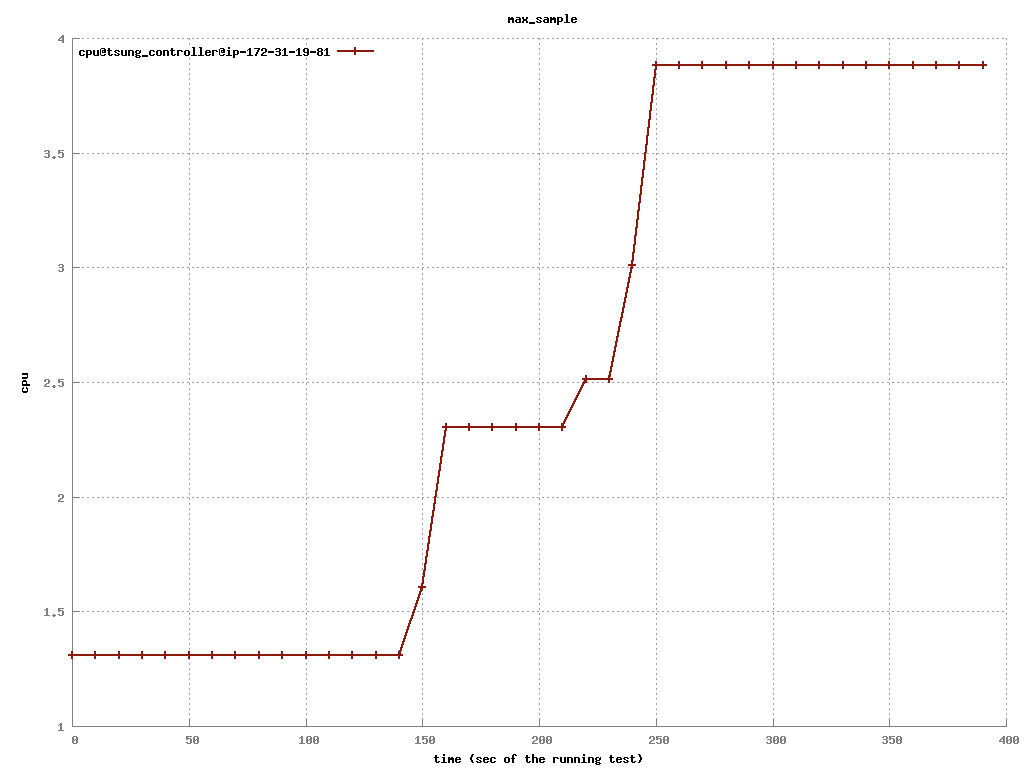 max_sample
cpu@tsung_controller@ip-172-31-19-81
4
3.5
3
2.5
2
1.5
1
cpu
0 50 100 150 200 250 300 350 400
time (sec of the running test)